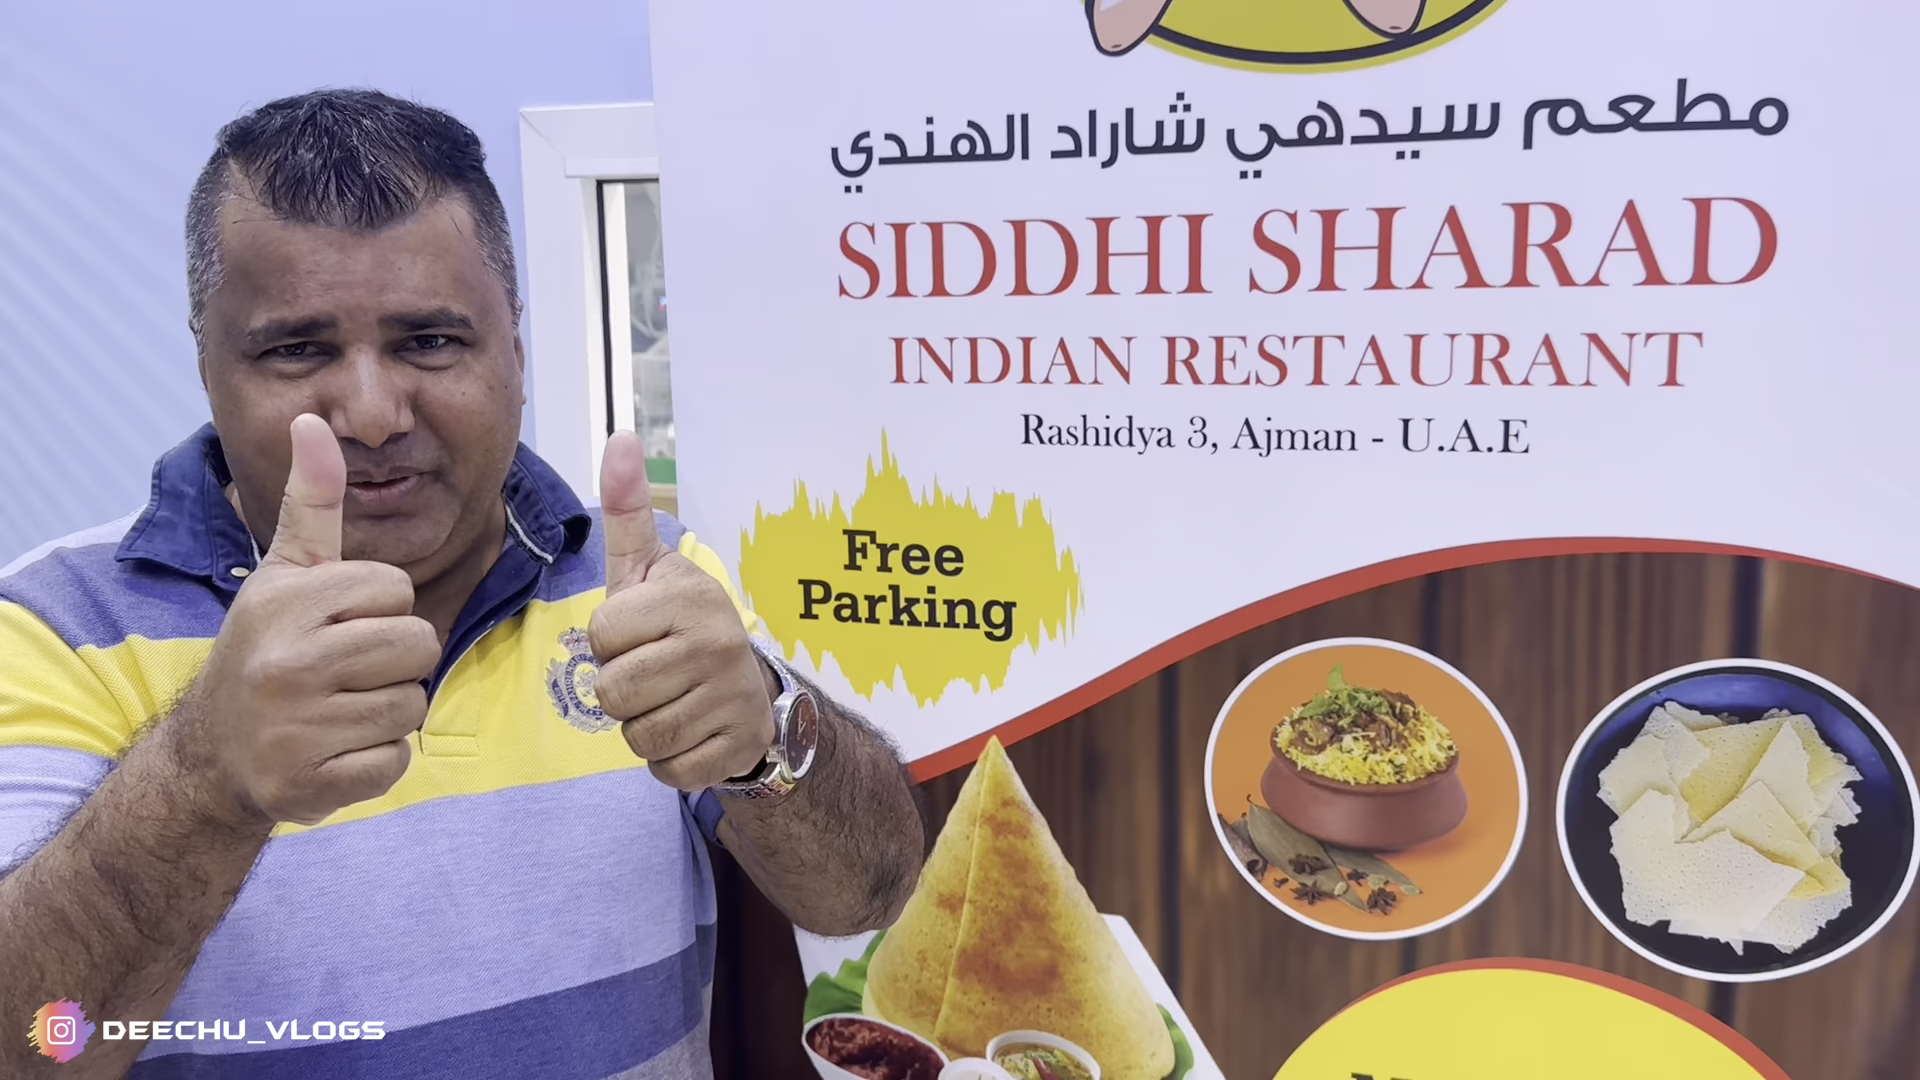 مطعم سيدهي شاراد الهندي
SIDDHI SHARAD
INDIAN RESTAURANT
Rashidya 3, Ajman - U.A.E
Free
Parking
DEECHU_VLOGS